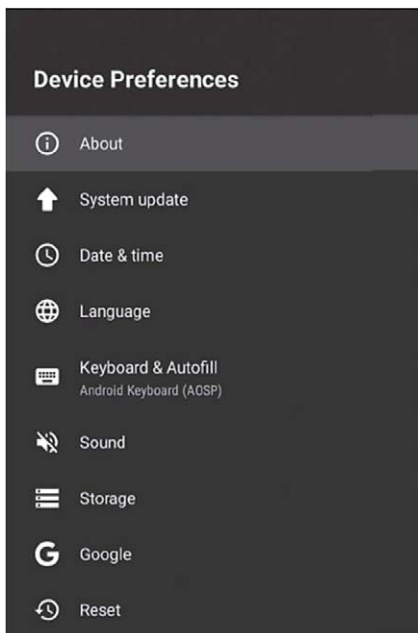 Device Preferences
About
System update
Date & time
Language
Keyboard & Autofill
Android Keyboard (AOSP)
Sound
Storage
Google
Reset